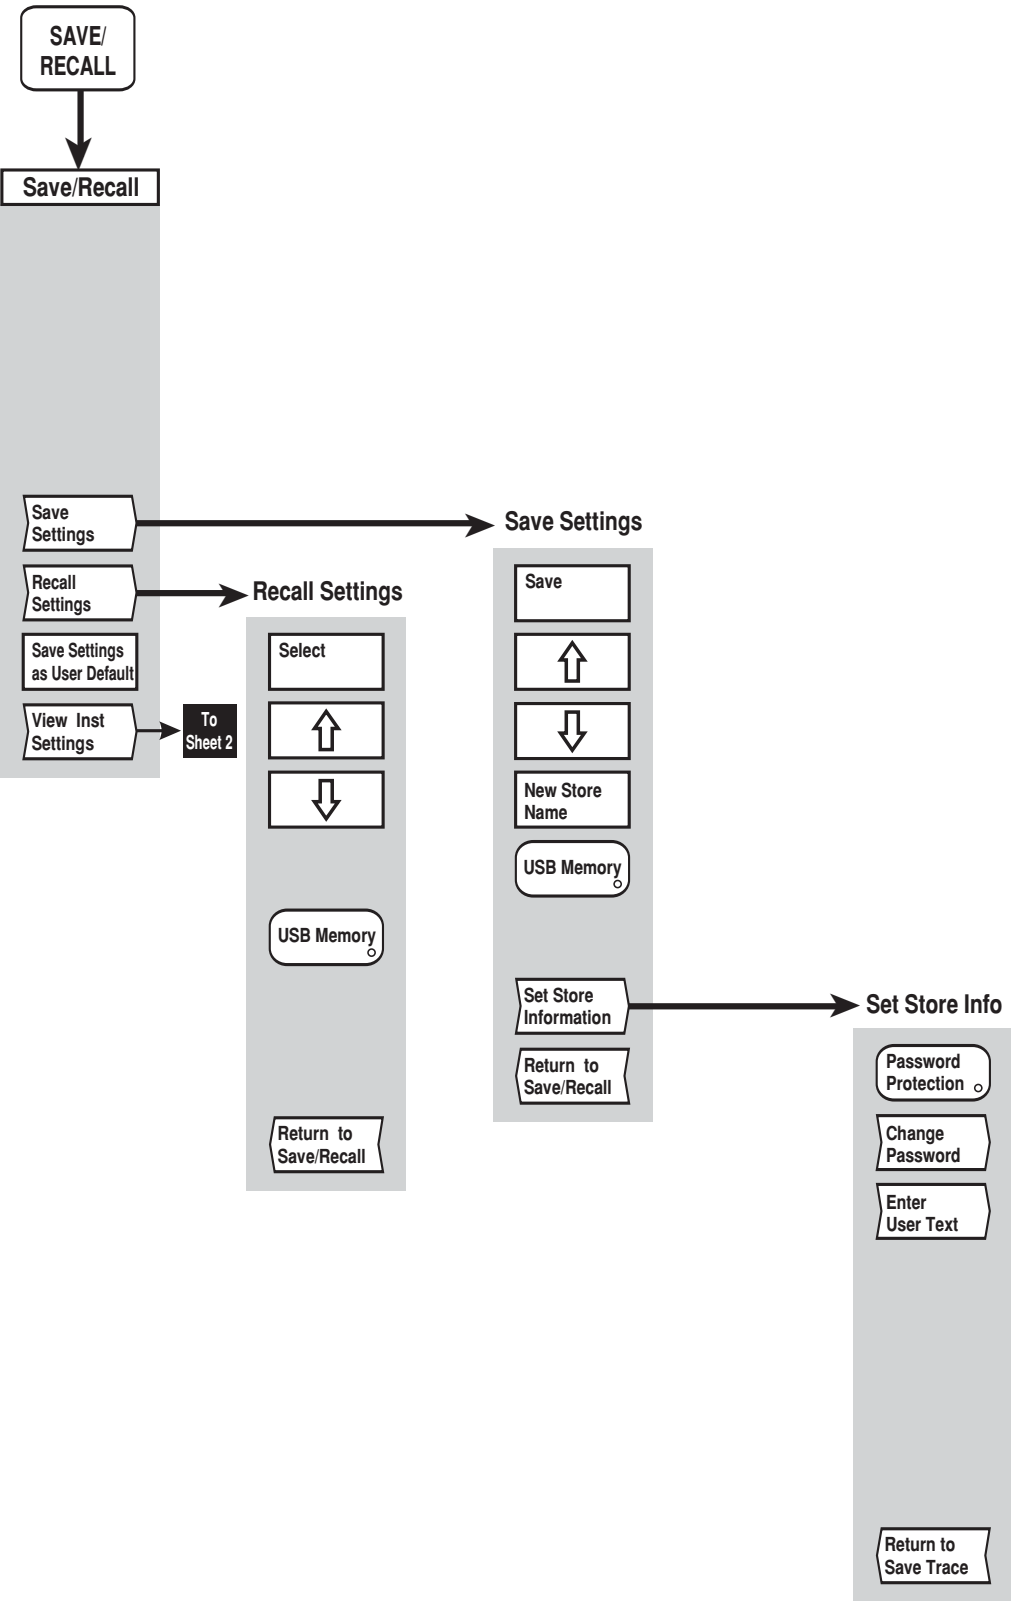 SAVE/
RECALL
Save/Recall
Save
Settings
Recall
Settings
Save Settings
as User Default
View Inst
Settings
To
Sheet 2
Recall Settings
Select
USB Memory
Return to
Save/Recall
Save Settings
Save
New Store
Name
USB Memory
Set Store
Information
Return to
Save/Recall
Set Store Info
Password
Protection
Change
Password
Enter
User Text
Return to
Save Trace